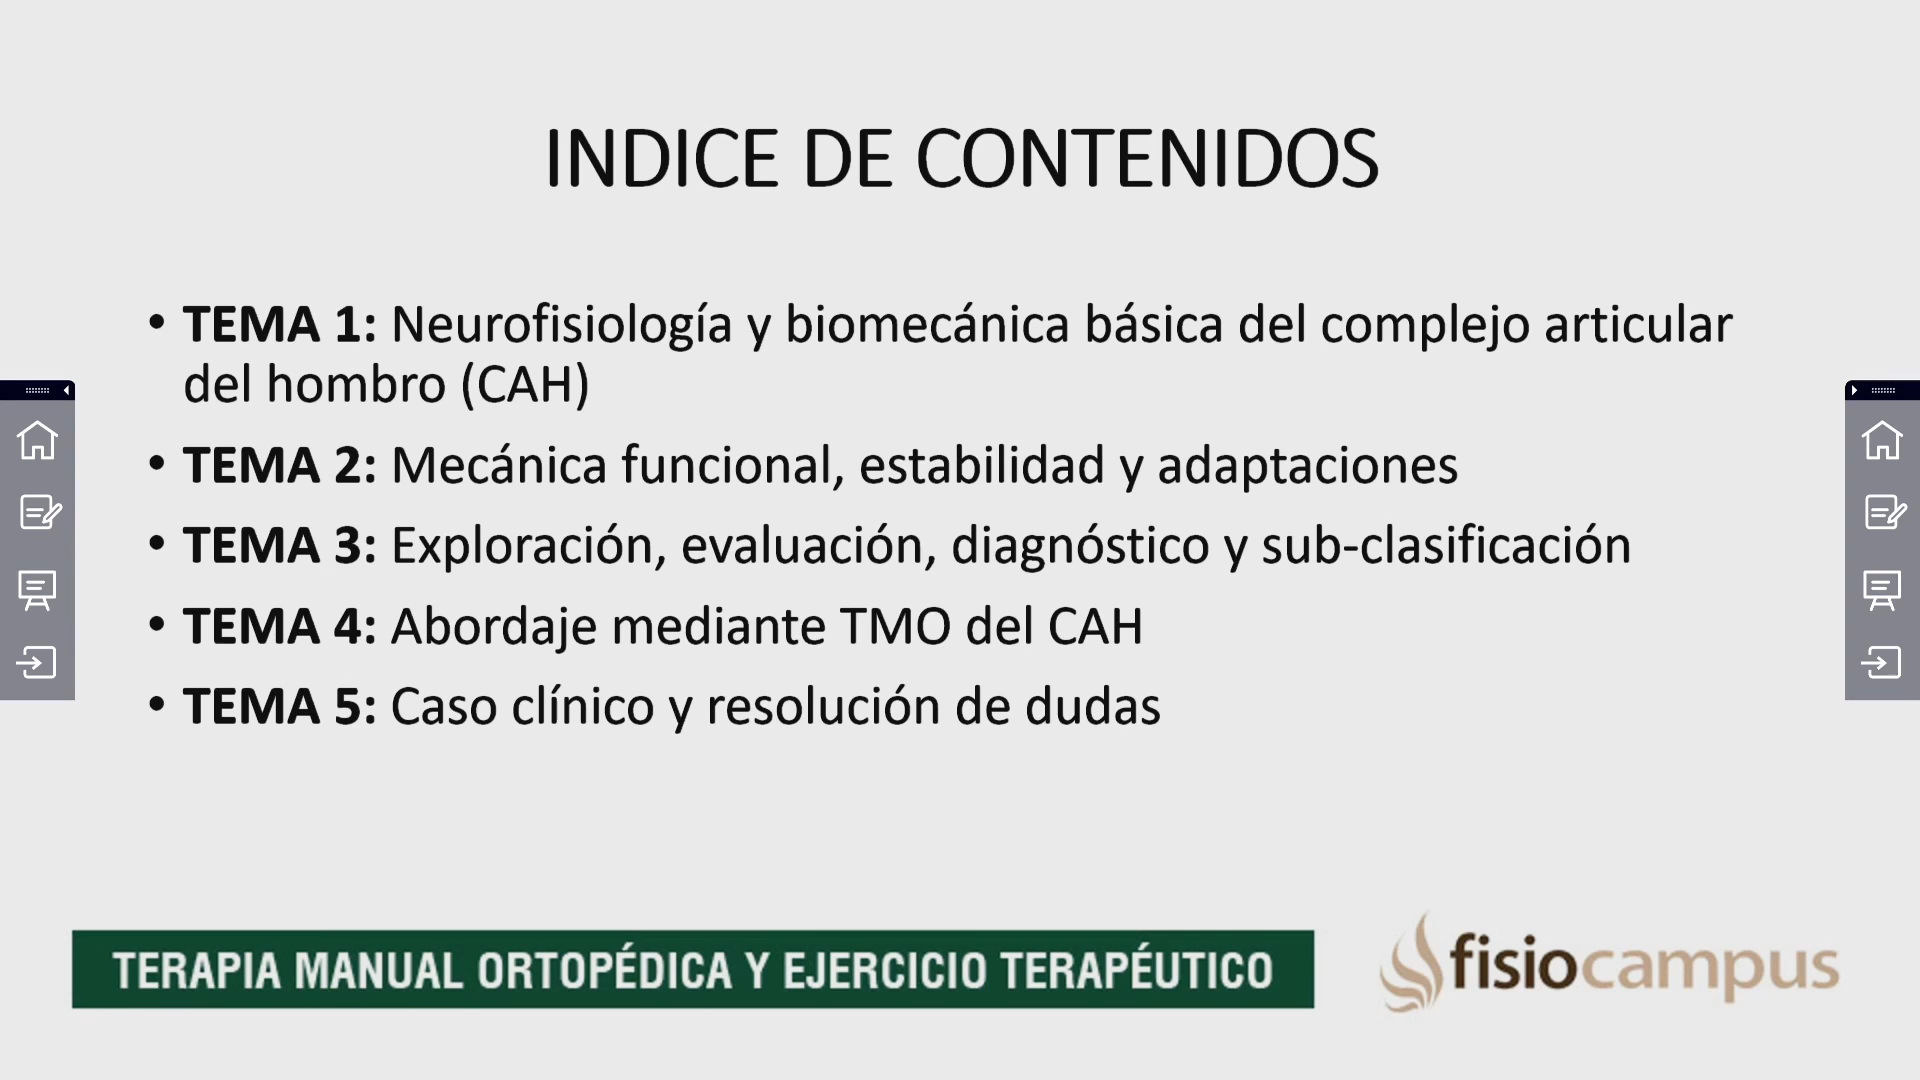 INDICE DE CONTENIDOS
• TEMA 1: Neurofisiología y biomecánica básica del complejo articular
del hombro (CAH)
• TEMA 2: Mecánica funcional, estabilidad y adaptaciones
• TEMA 3: Exploración, evaluación, diagnóstico y sub-clasificación
• TEMA 4: Abordaje mediante TMO del CAH
• TEMA 5: Caso clínico y resolución de dudas
TERAPIA MANUAL ORTOPÉDICA Y EJERCICIO TERAPÉUTICO
fisiocampus